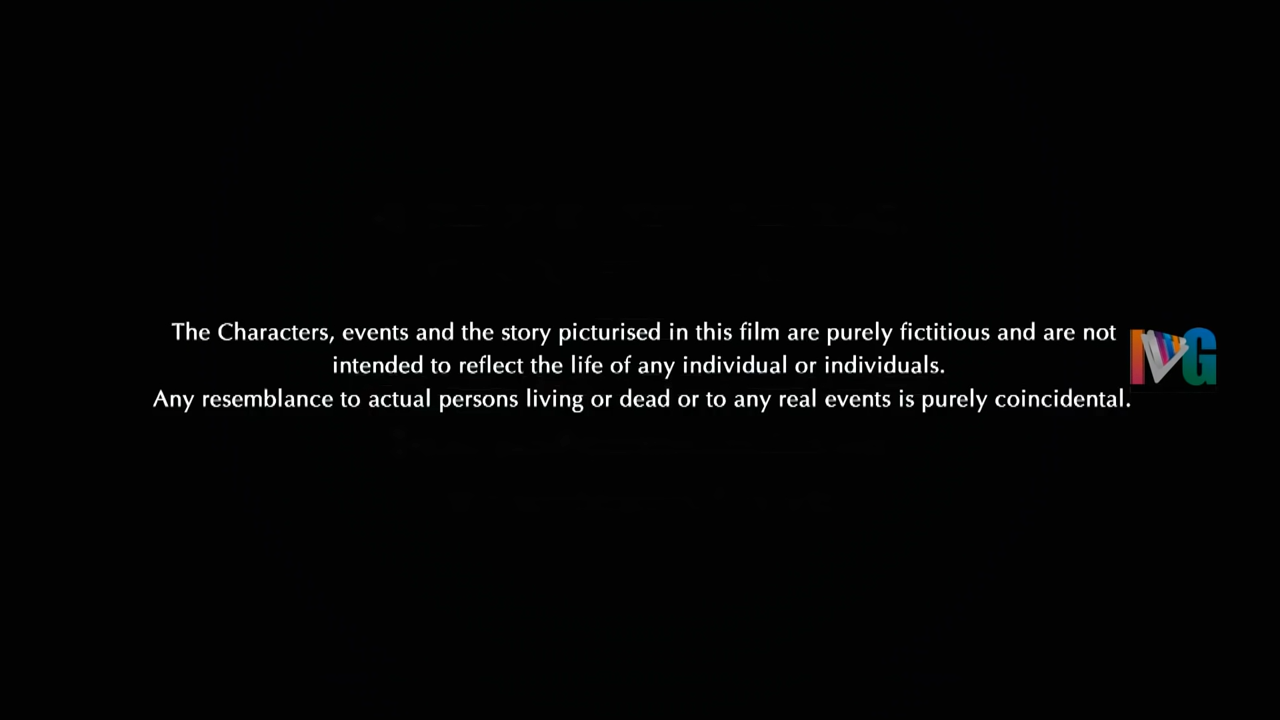 The Characters, events and the story picturised in this film are purely fictitious and are not
intended to reflect the life of any individual or individuals.
Any resemblance to actual persons living or dead or to any real events is purely coincidental.